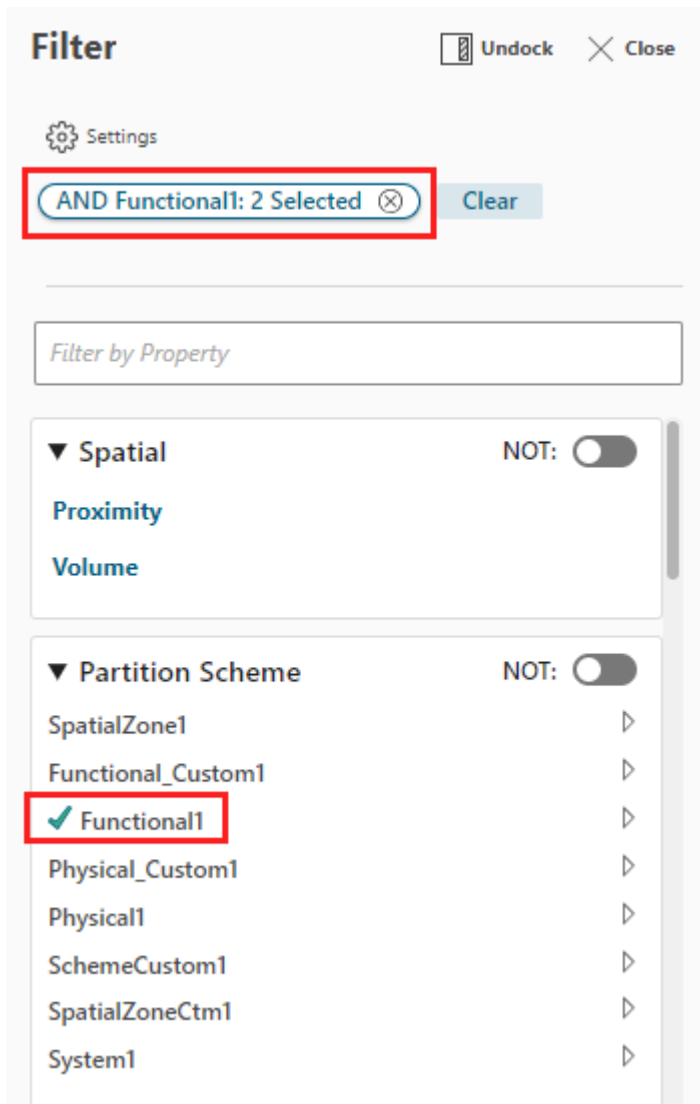 Filter
Undock
Close
Settings
AND Functional1: 2 Selected
Clear
Filter by Property
Spatial
NOT:
Proximity
Volume
Partition Scheme
NOT:
SpatialZone1
Functional_Custom1
Functional1
Physical_Custom1
Physical1
SchemeCustom1
SpatialZoneCtm1
System1